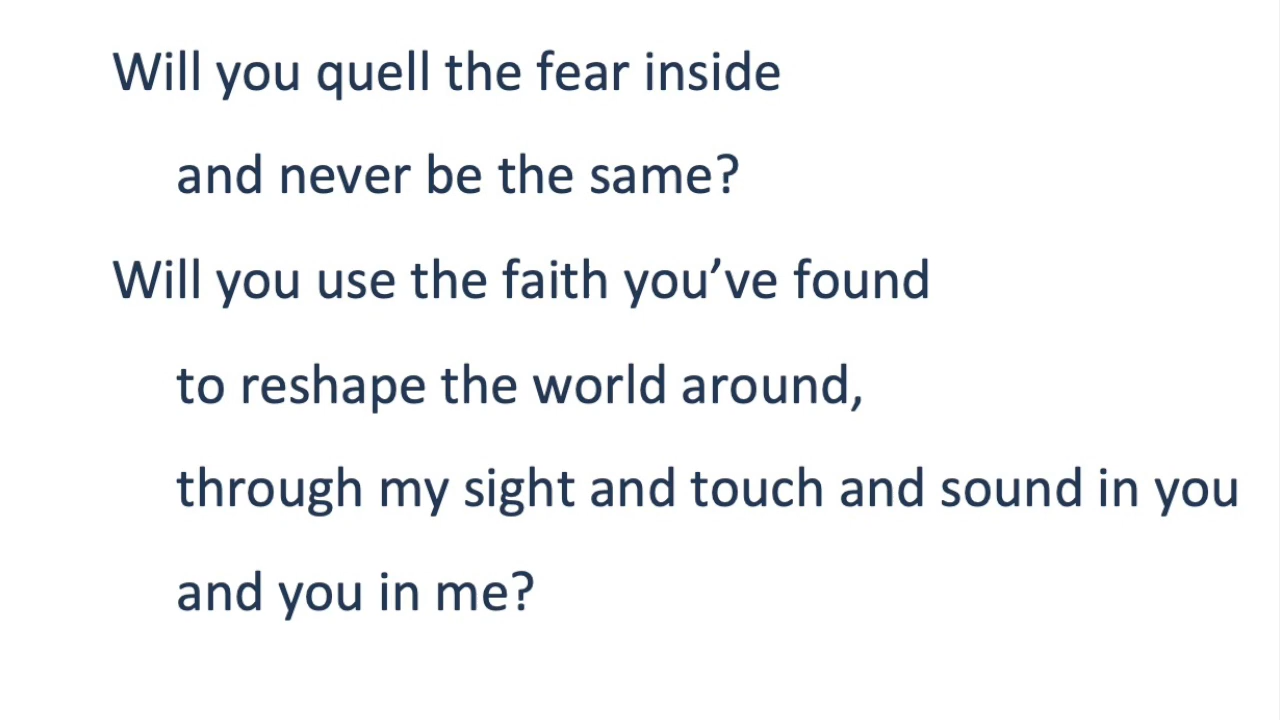 Will you quell the fear inside
and never be the same?
Will you use the faith you’ve found
to reshape the world around,
through my sight and touch and sound in you
and you in me?